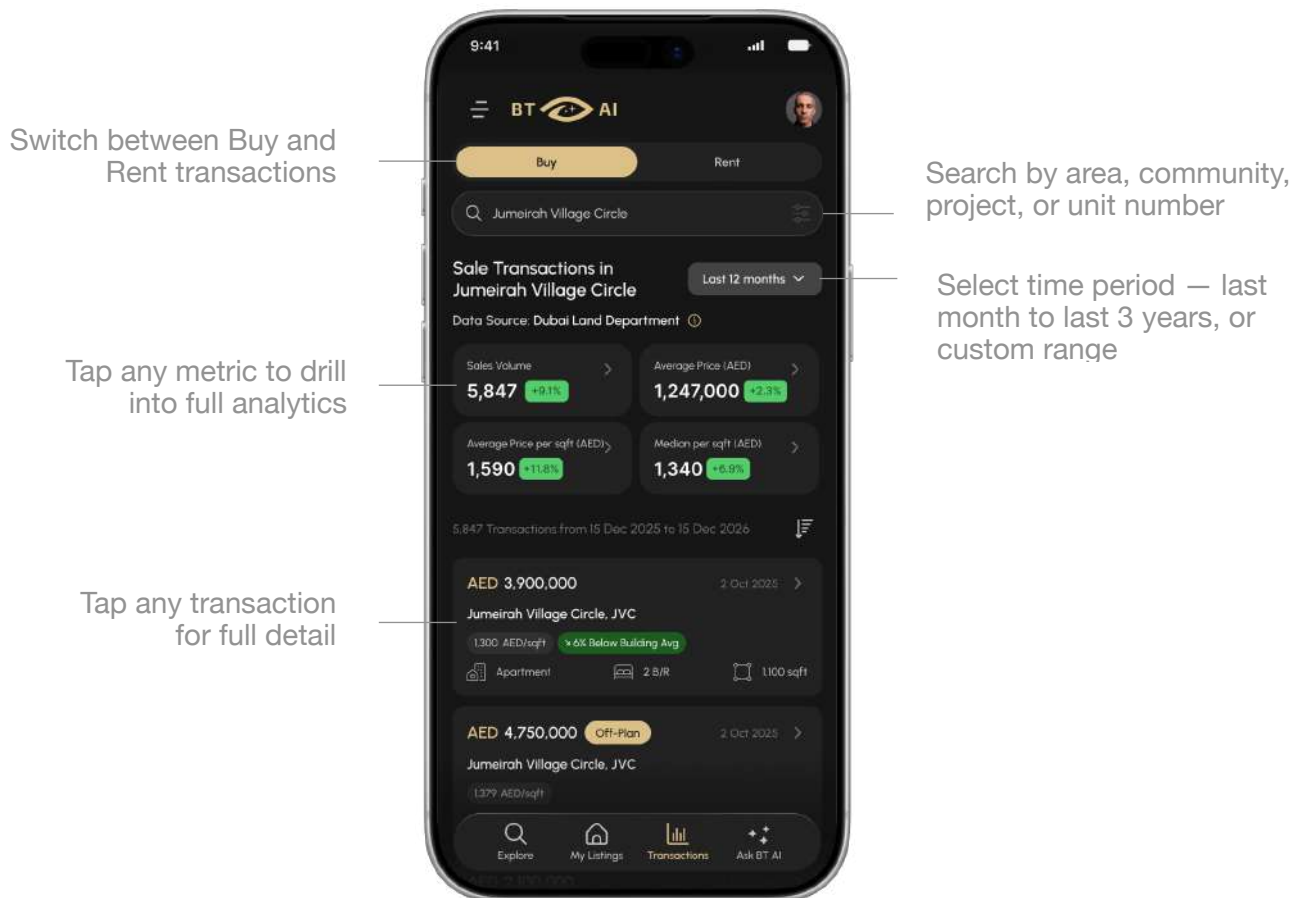 9:41
BT AI
Switch between Buy and
Rent transactions
Buy
Rent
Search by area, community,
project, or unit number
Jumeirah Village Circle
Sale Transactions in
Jumeirah Village Circle
Last 12 months
Select time period — last
month to last 3 years, or
custom range
Data Source: Dubai Land Department
Tap any metric to drill
into full analytics
Sales Volume
5,847 +9.1%
Average Price (AED)
1,247,000 +2.3%
Average Price per sqft (AED)
1,590 +11.8%
Median per sqft (AED)
1,340 +6.9%
5,847 Transactions from 15 Dec 2025 to 15 Dec 2026
Tap any transaction
for full detail
AED 3,900,000
2 Oct 2025
Jumeirah Village Circle, JVC
1,300 AED/sqft
6% Below Building Avg
Apartment
2 B/R
1,100 sqft
AED 4,750,000 Off-Plan
2 Oct 2025
Jumeirah Village Circle, JVC
1,379 AED/sqft
Explore
My Listings
Transactions
Ask BT AI